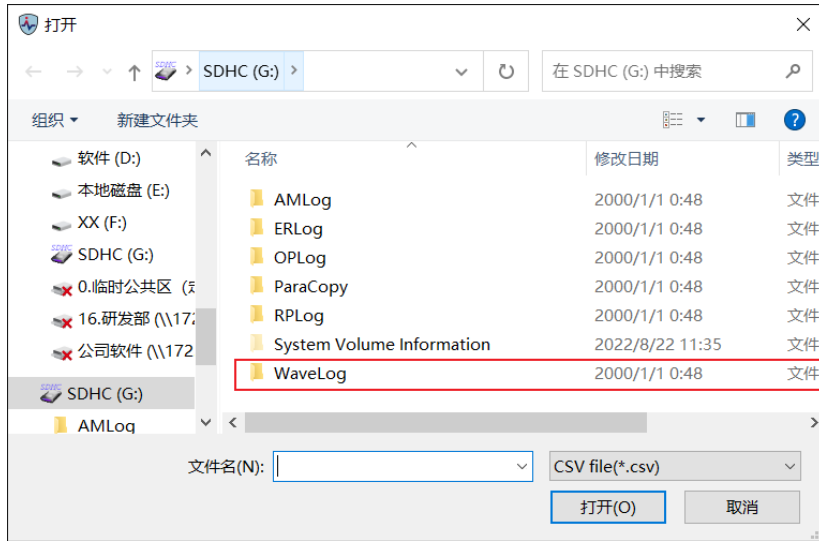 打开
SDHC (G:)
在 SDHC (G:) 中搜索
组织
新建文件夹
名称 修改日期 类型
软件 (D:)
本地磁盘 (E:)
XX (F:)
SDHC (G:)
0.临时公共区 (定
16.研发部 (\\172
公司软件 (\\172
SDHC (G:)
AMLog
AMLog 2000/1/1 0:48 文件
ERLog 2000/1/1 0:48 文件
OPLog 2000/1/1 0:48 文件
ParaCopy 2000/1/1 0:48 文件
RPLog 2000/1/1 0:48 文件
System Volume Information 2022/8/22 11:35 文件
WaveLog 2000/1/1 0:48 文件
文件名(N):
CSV file(*.csv)
打开(O) 取消